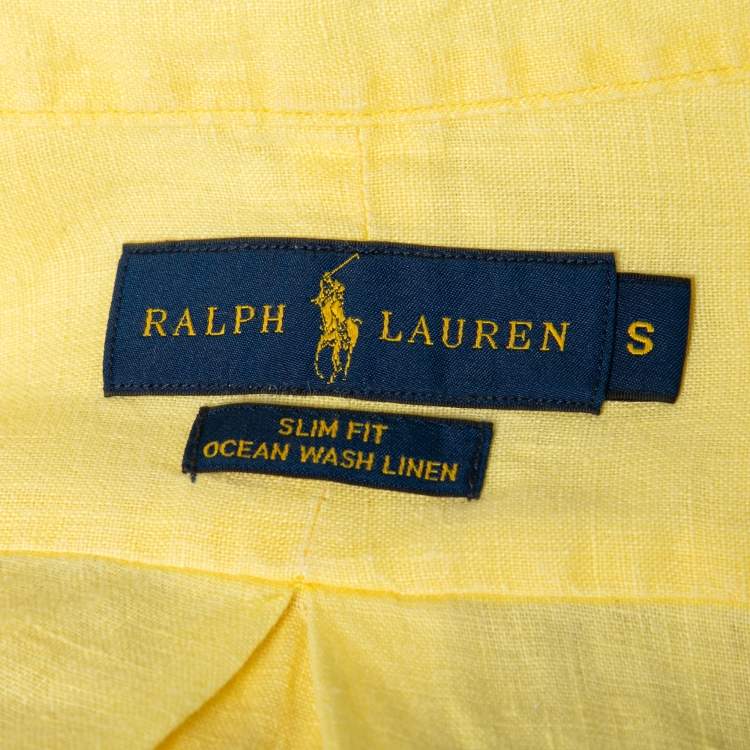 RALPH LAUREN S
SLIM FIT
OCEAN WASH LINEN